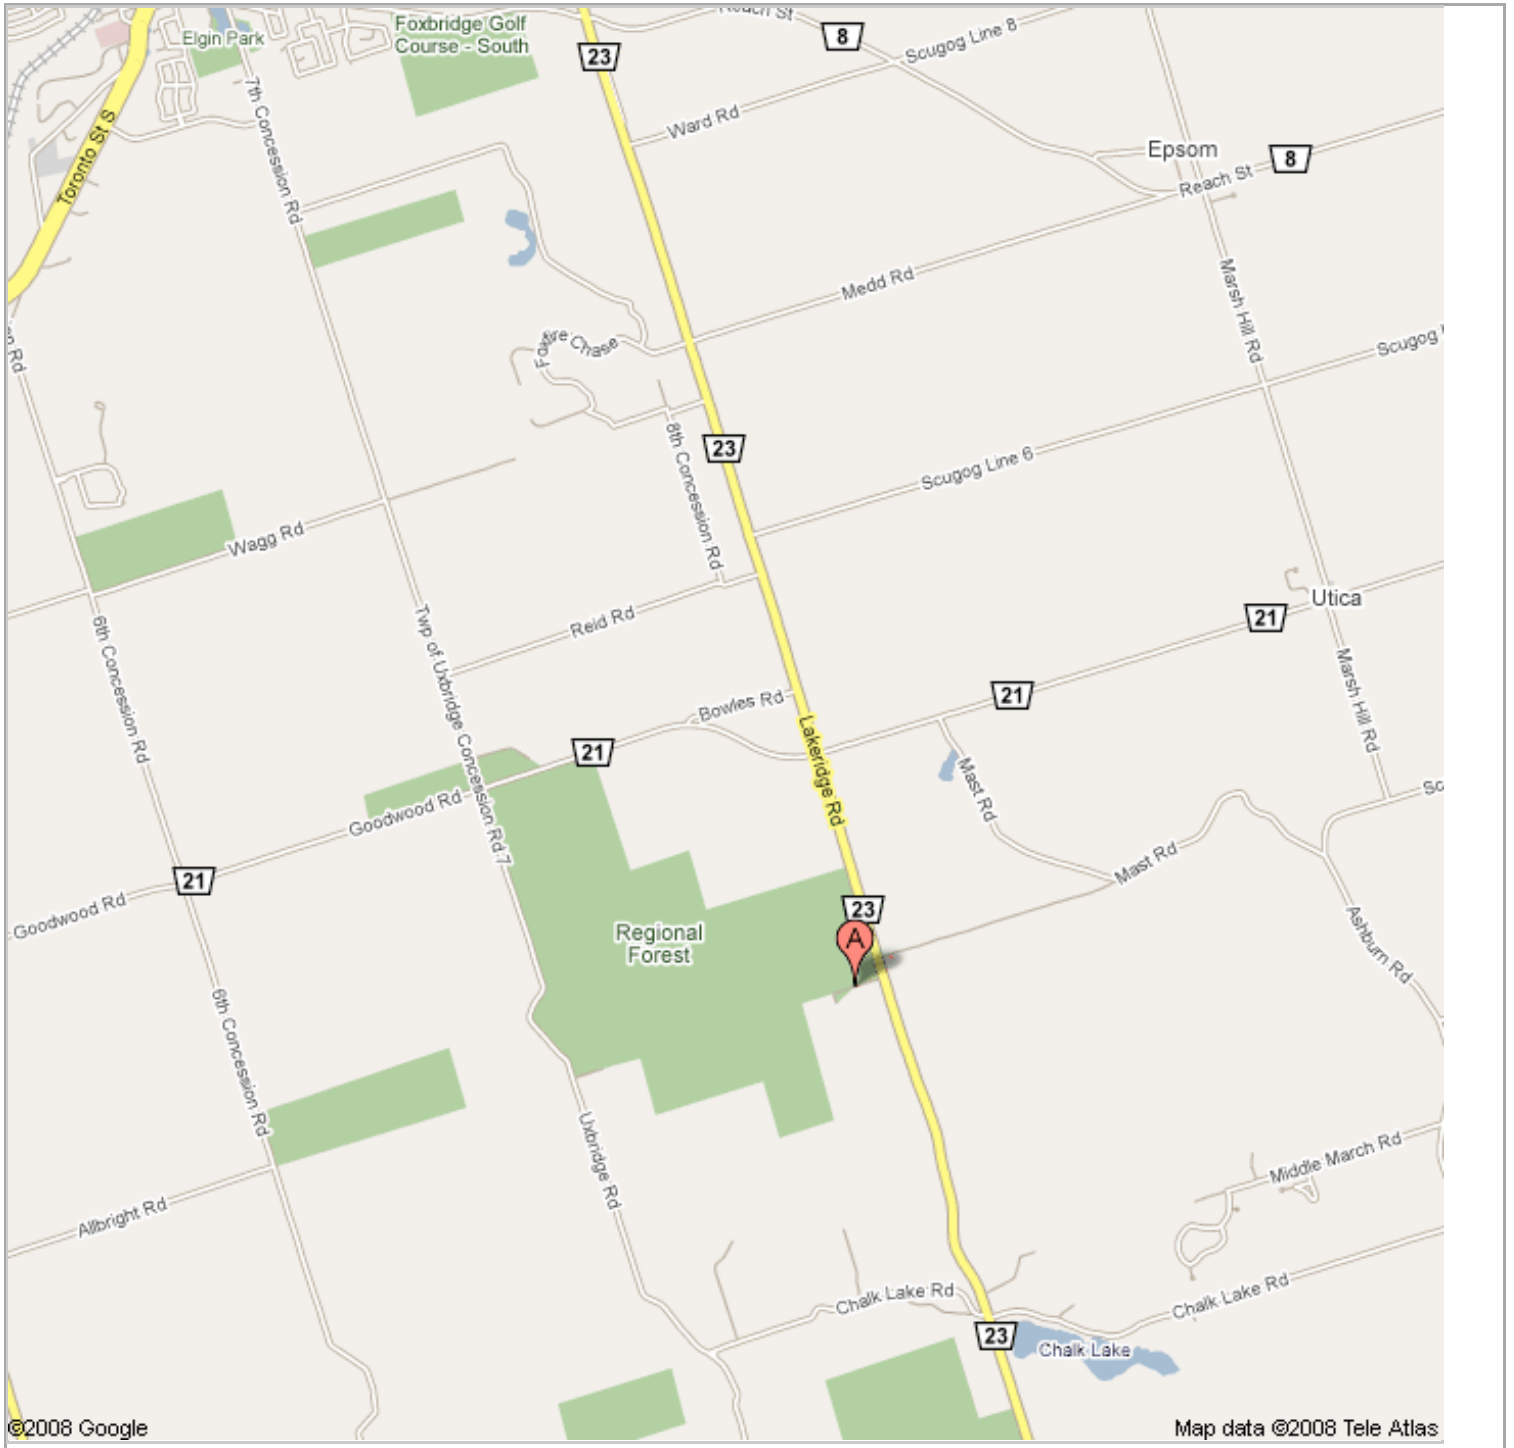 Reach St
Foxbridge Golf
Course - South
Elgin Park
23
8
Scugog Line 8
7th Concession Rd
Toronto St S
Ward Rd
Epsom
8
Reach St
Medd Rd
Marsh Hill Rd
Scugog
Rd
Chase
8th Concession Rd
23
Scugog Line 6
Wagg Rd
Utica
21
6th Concession Rd
Twp of Uxbridge Concession Rd 7
Reid Rd
Marsh Hill Rd
21
Bowles Rd
Lakeridge Rd
21
Mast Rd
Goodwood Rd
Sc
Mast Rd
21
Goodwood Rd
23
A
Regional
Forest
Ashburn Rd
6th Concession Rd
Uxbridge Rd
Middle March Rd
Allbright Rd
Chalk Lake Rd
Chalk Lake Rd
23
Chalk Lake
©2008 Google
Map data ©2008 Tele Atlas